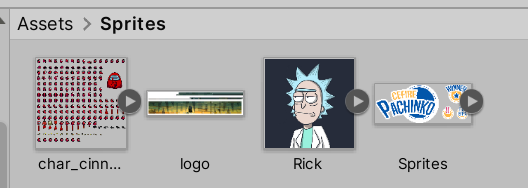 Assets > Sprites
PACHINKO
char_cinn...
logo
Rick
Sprites